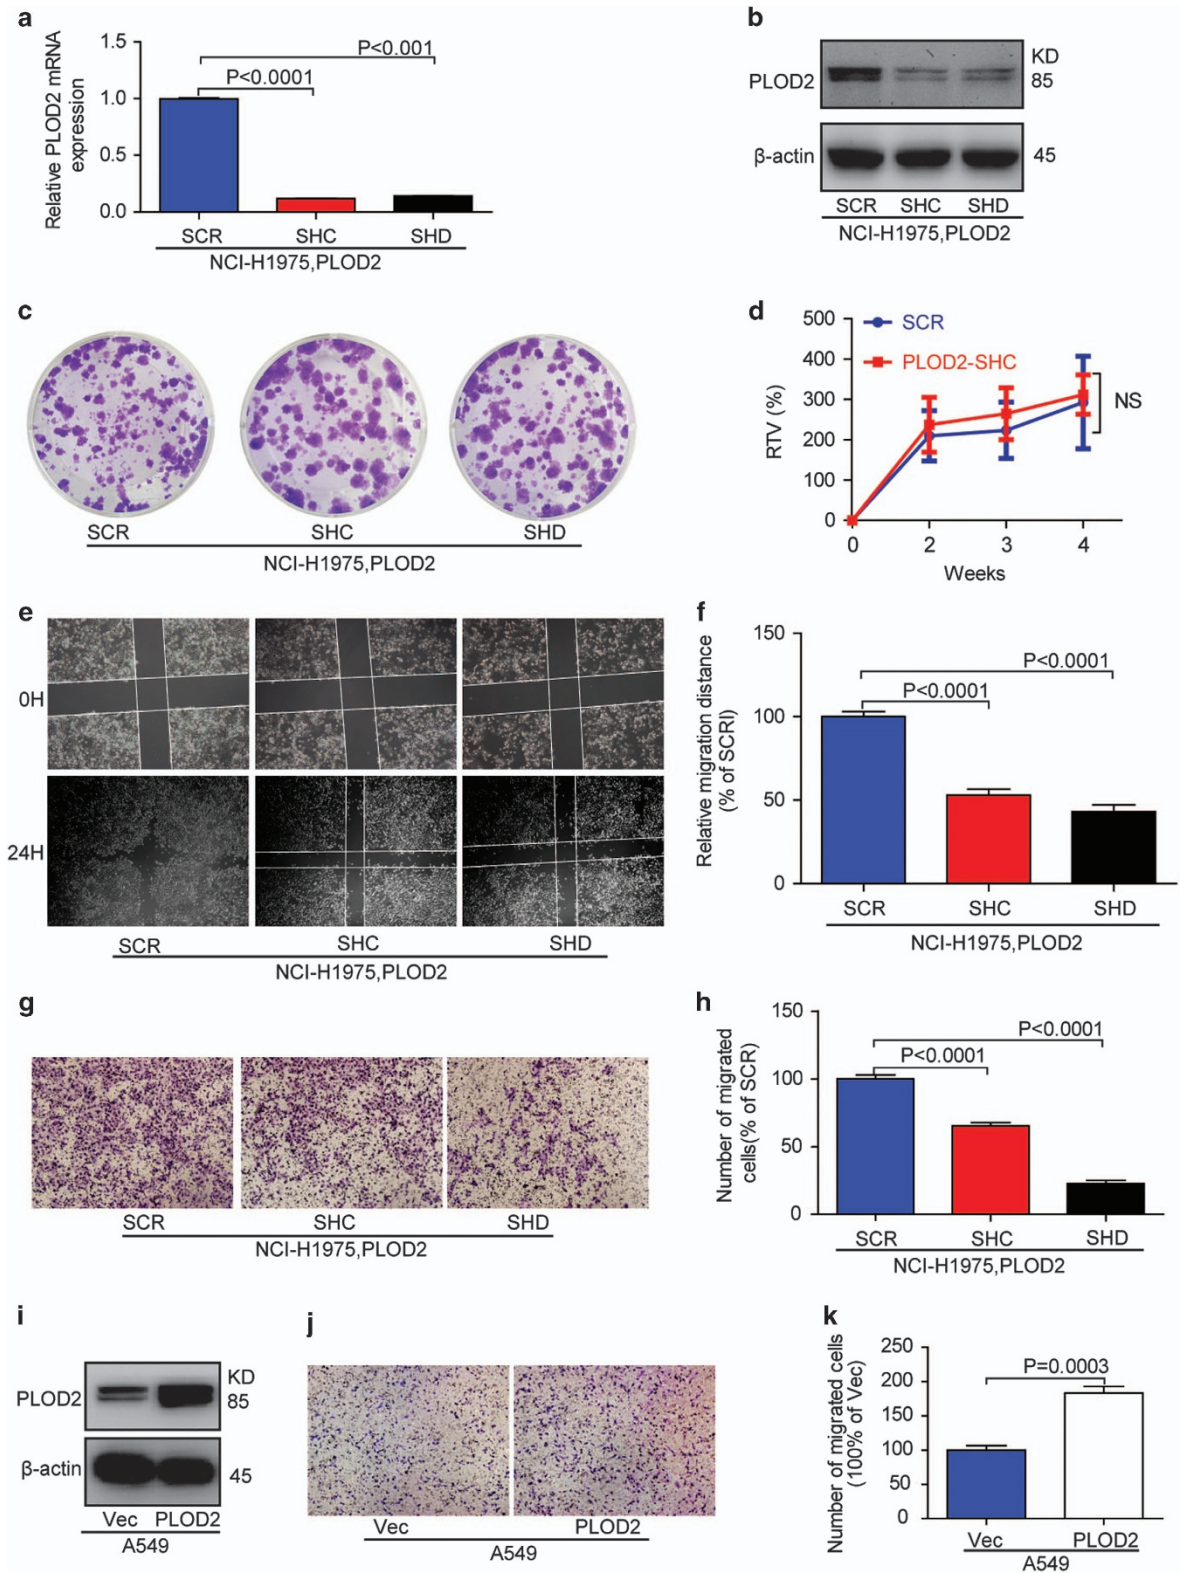 a
Relative PLOD2 mRNA
expression
1.5
1.0
0.5
0.0
P<0.001
P<0.0001
SCR SHC SHD
NCI-H1975,PLOD2
b
PLOD2
KD
85
β-actin
45
SCR SHC SHD
NCI-H1975,PLOD2
c
SCR SHC SHD
NCI-H1975,PLOD2
d
RTV (%)
500
400
300
200
100
0
SCR
PLOD2-SHC
NS
0 2 3 4
Weeks
e
0H
24H
SCR SHC SHD
NCI-H1975,PLOD2
f
Relative migration distance
(% of SCRI)
150
100
50
0
P<0.0001
P<0.0001
SCR SHC SHD
NCI-H1975,PLOD2
g
SCR SHC SHD
NCI-H1975,PLOD2
h
Number of migrated
cells(% of SCR)
150
100
50
0
P<0.0001
P<0.0001
SCR SHC SHD
NCI-H1975,PLOD2
i
PLOD2
KD
85
β-actin
45
Vec PLOD2
A549
j
Vec PLOD2
A549
k
Number of migrated cells
(100% of Vec)
250
200
150
100
50
0
P=0.0003
Vec PLOD2
A549